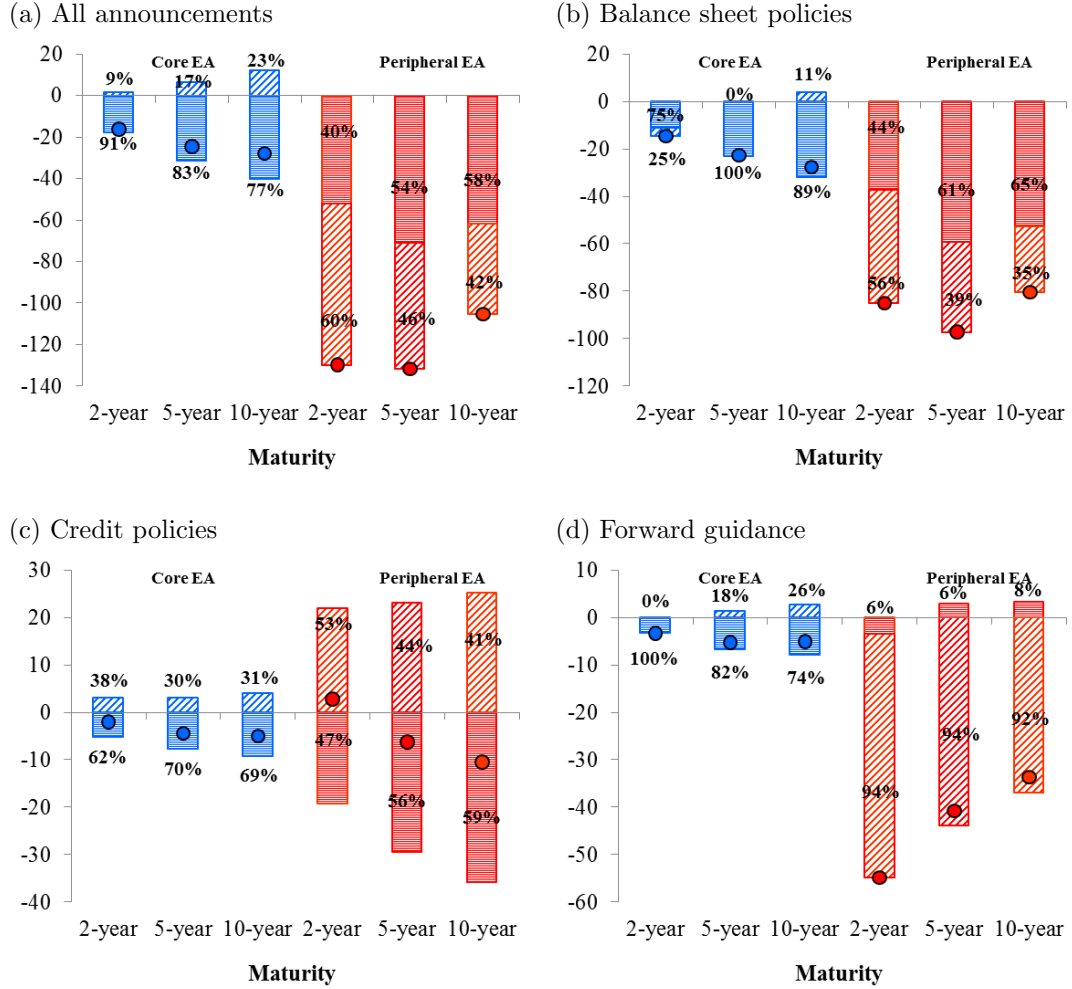 (a) All announcements
20
0
-20
-40
-60
-80
-100
-120
-140
Core EA
Peripheral EA
9%
17%
23%
91%
83%
77%
40%
54%
58%
60%
46%
42%
2-year
5-year
10-year
2-year
5-year
10-year
Maturity
(b) Balance sheet policies
20
0
-20
-40
-60
-80
-100
-120
Core EA
Peripheral EA
75%
0%
11%
25%
100%
89%
44%
61%
65%
56%
39%
35%
2-year
5-year
10-year
2-year
5-year
10-year
Maturity
(c) Credit policies
30
20
10
0
-10
-20
-30
-40
Core EA
Peripheral EA
38%
30%
31%
62%
70%
69%
53%
44%
41%
47%
56%
59%
2-year
5-year
10-year
2-year
5-year
10-year
Maturity
(d) Forward guidance
10
0
-10
-20
-30
-40
-50
-60
Core EA
Peripheral EA
0%
18%
26%
100%
82%
74%
6%
6%
8%
94%
94%
92%
2-year
5-year
10-year
2-year
5-year
10-year
Maturity